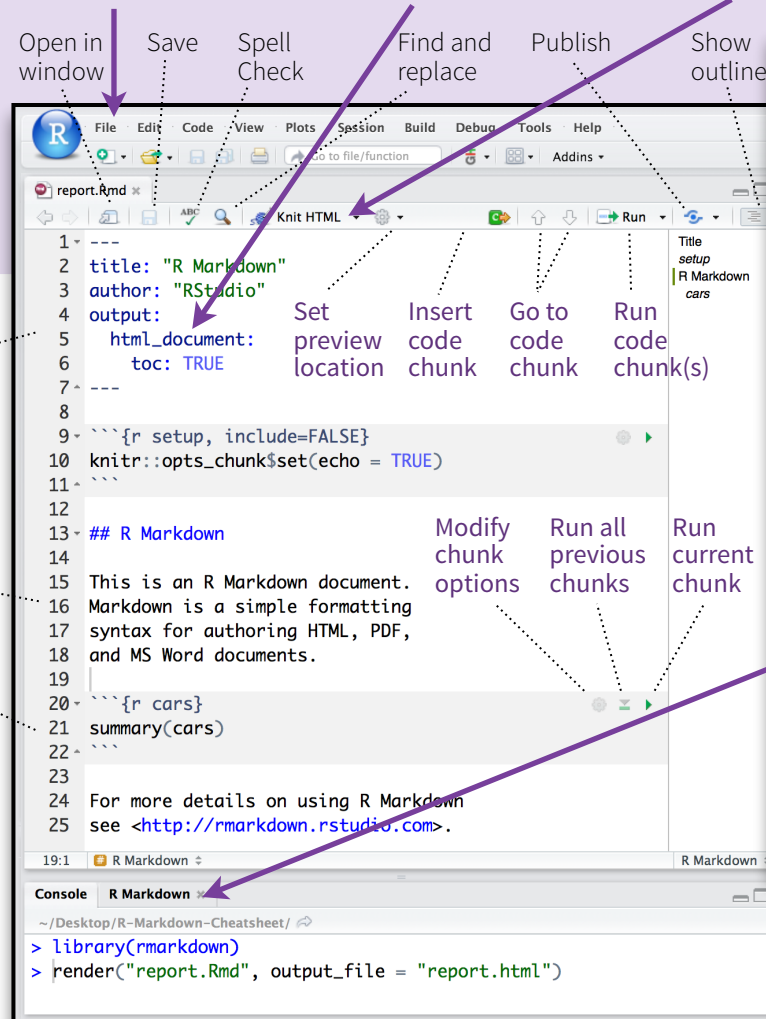 Open in Save Spell Find and Publish Show
window Check replace outline
R File Edit Code View Plots Session Build Debug Tools Help
Go to file/function Addins
report.Rmd
ABC Knit HTML C Run
1 ---
2 title: "R Markdown"
3 author: "RStudio"
4 output:
5   html_document:
6     toc: TRUE
7 ---
8
9 ```{r setup, include=FALSE}
10 knitr::opts_chunk$set(echo = TRUE)
11 ```
12
13 ## R Markdown
14
15 This is an R Markdown document.
16 Markdown is a simple formatting
17 syntax for authoring HTML, PDF,
18 and MS Word documents.
19
20 ```{r cars}
21 summary(cars)
22 ```
23
24 For more details on using R Markdown
25 see <http://rmarkdown.rstudio.com>.
Title
setup
R Markdown
cars
Set Insert Go to Run
preview code code code
location chunk chunk chunk(s)
Modify Run all Run
chunk previous current
options chunks chunk
19:1 # R Markdown R Markdown
Console R Markdown
~/Desktop/R-Markdown-Cheatsheet/
> library(rmarkdown)
> render("report.Rmd", output_file = "report.html")